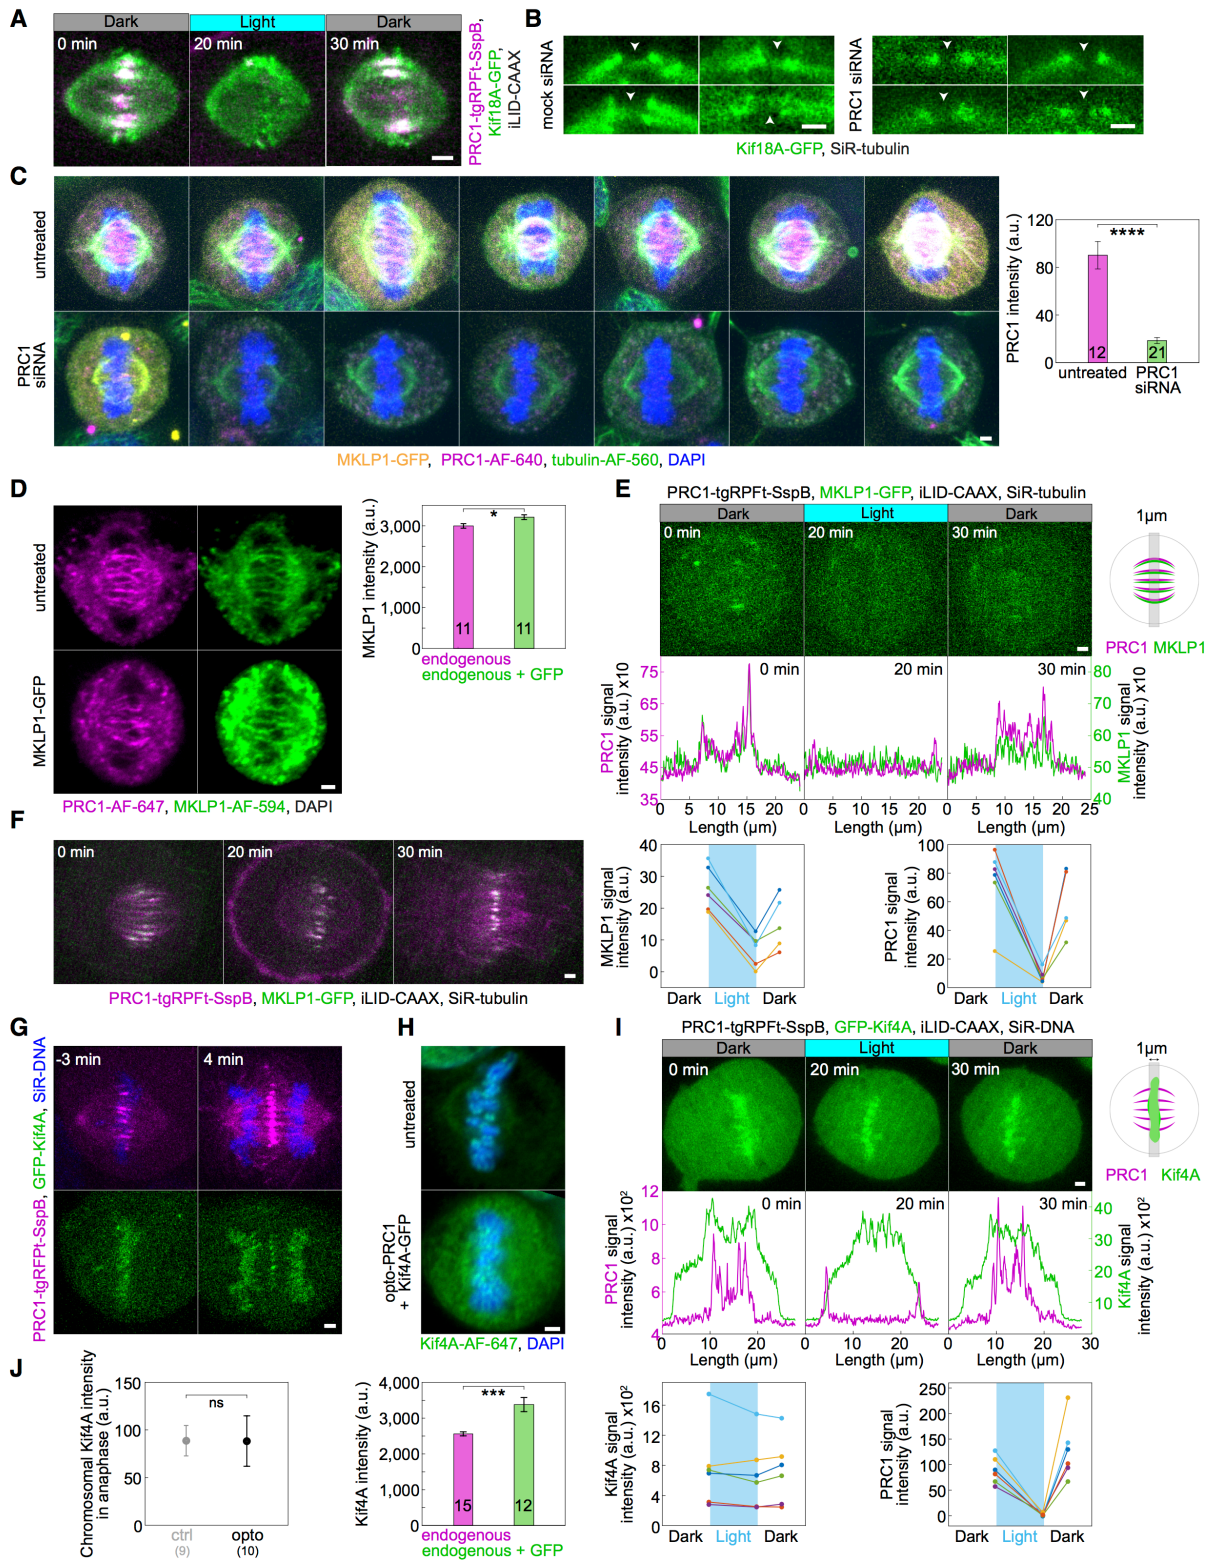 A
Dark
Light
Dark
0 min
20 min
30 min
PRC1-tgRPFt-SspB,
Kif18A-GFP,
iLID-CAAX
B
mock siRNA
PRC1 siRNA
Kif18A-GFP, SiR-tubulin
C
untreated
PRC1
siRNA
MKLP1-GFP, PRC1-AF-640, tubulin-AF-560, DAPI
PRC1 intensity (a.u.)
120
80
40
0
****
12
21
untreated
PRC1
siRNA
D
untreated
MKLP1-GFP
PRC1-AF-647, MKLP1-AF-594, DAPI
MKLP1 intensity (a.u.)
3,000
2,000
1,000
0
*
11
11
endogenous
endogenous + GFP
E
PRC1-tgRPFt-SspB, MKLP1-GFP, iLID-CAAX, SiR-tubulin
Dark
Light
Dark
0 min
20 min
30 min
1µm
PRC1 MKLP1
PRC1 signal
intensity (a.u.) x10
75
65
55
45
35
0 min
20 min
30 min
80
70
60
50
40
MKLP1 signal
intensity (a.u.) x10
0 5 10 15 20
0 5 10 15 20
0 5 10 15 20 25
Length (µm)
Length (µm)
Length (µm)
MKLP1 signal
intensity (a.u.)
40
30
20
10
0
Dark Light Dark
PRC1 signal
intensity (a.u.)
100
80
60
40
20
0
Dark Light Dark
F
0 min
20 min
30 min
PRC1-tgRPFt-SspB, MKLP1-GFP, iLID-CAAX, SiR-tubulin
G
-3 min
4 min
PRC1-tgRFPt-SspB, GFP-Kif4A, SiR-DNA
H
untreated
opto-PRC1
+ Kif4A-GFP
Kif4A-AF-647, DAPI
I
PRC1-tgRPFt-SspB, GFP-Kif4A, iLID-CAAX, SiR-DNA
Dark
Light
Dark
0 min
20 min
30 min
1µm
PRC1 Kif4A
PRC1 signal
intensity (a.u.) x10²
12
10
8
6
4
0 min
20 min
30 min
40
30
20
10
Kif4A signal
intensity (a.u.) x10²
0 10 20
0 10 20
0 10 20 30
Length (µm)
Length (µm)
Length (µm)
Kif4A signal
intensity (a.u.) x10²
16
12
8
4
0
Dark Light Dark
PRC1 signal
intensity (a.u.)
250
200
150
100
50
0
Dark Light Dark
J
Chromosomal Kif4A intensity
in anaphase (a.u.)
150
100
50
0
ns
ctrl
(9)
opto
(10)
Kif4A intensity (a.u.)
4,000
3,000
2,000
1,000
0
***
15
12
endogenous
endogenous + GFP